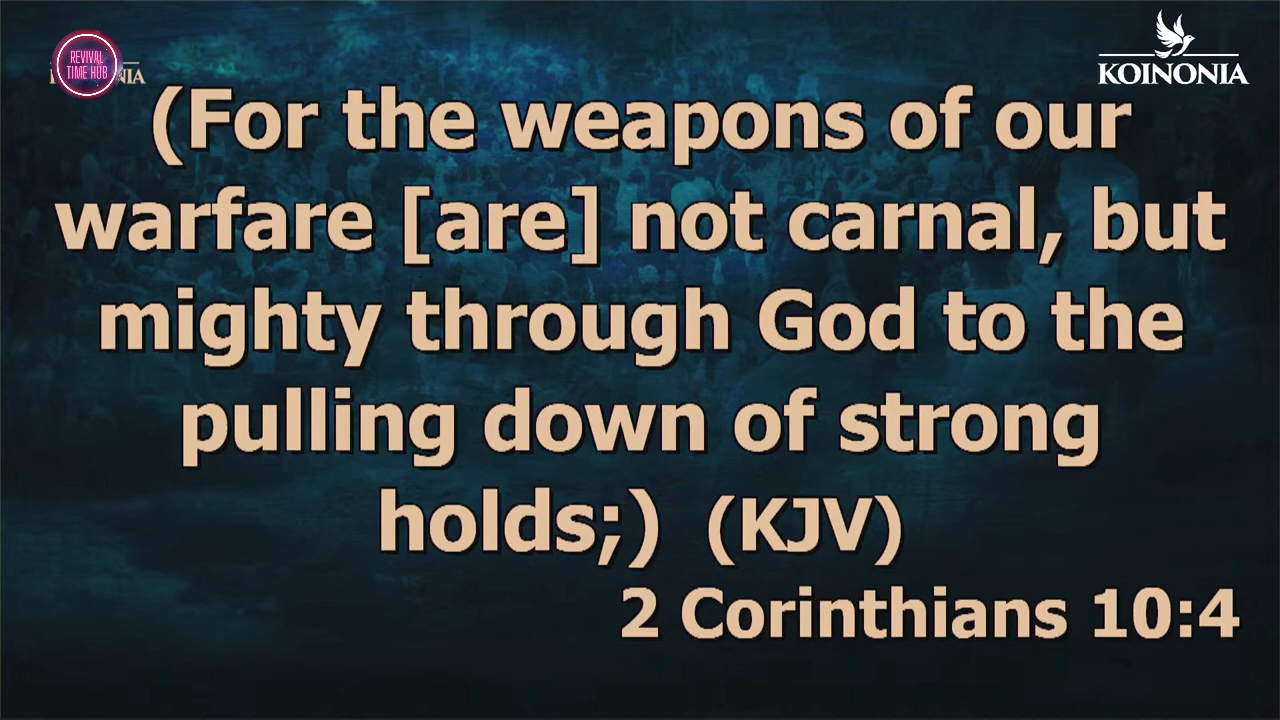 REVIVAL
TIME HUB
NIA
KOINONIA
(For the weapons of our
warfare [are] not carnal, but
mighty through God to the
pulling down of strong
holds;) (KJV)
2 Corinthians 10:4